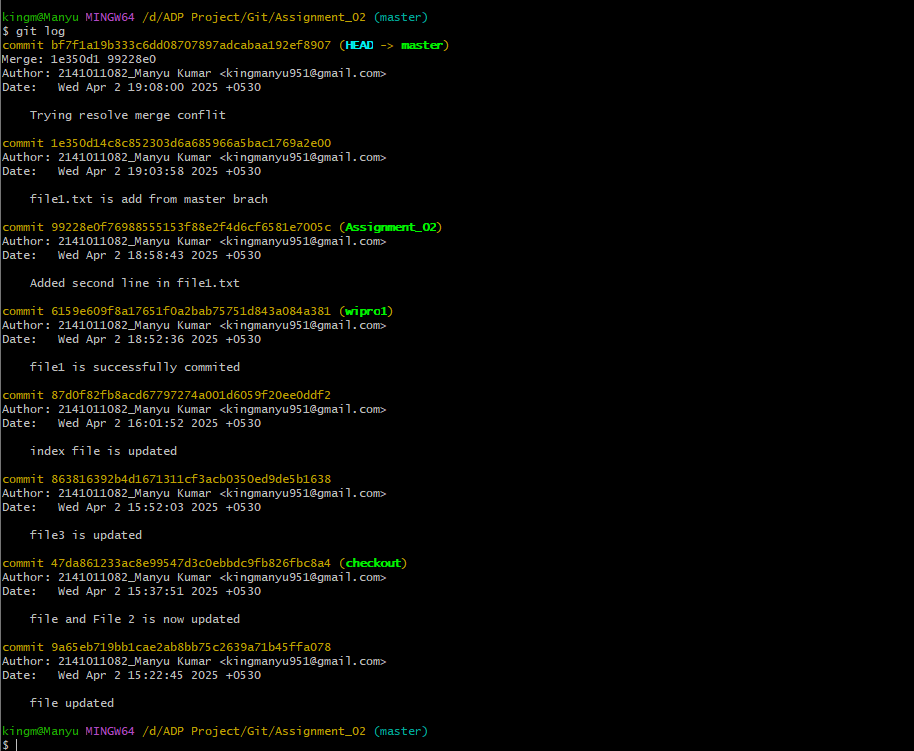 kingm@Manyu MINGW64 /d/ADP Project/Git/Assignment_02 (master)
$ git log
commit bf7f1a19b333c6dd08707897adcabaa192ef8907 (HEAD -> master)
Merge: 1e350d1 99228e0
Author: 2141011082_Manyu Kumar <kingmanyu951@gmail.com>
Date:   Wed Apr 2 19:08:00 2025 +0530

    Trying resolve merge conflit

commit 1e350d14c8c852303d6a685966a5bac1769a2e00
Author: 2141011082_Manyu Kumar <kingmanyu951@gmail.com>
Date:   Wed Apr 2 19:03:58 2025 +0530

    file1.txt is add from master brach

commit 99228e0f76988555153f88e2f4d6cf6581e7005c (Assignment_02)
Author: 2141011082_Manyu Kumar <kingmanyu951@gmail.com>
Date:   Wed Apr 2 18:58:43 2025 +0530

    Added second line in file1.txt

commit 6159e609f8a17651f0a2bab75751d843a084a381 (wipro1)
Author: 2141011082_Manyu Kumar <kingmanyu951@gmail.com>
Date:   Wed Apr 2 18:52:36 2025 +0530

    file1 is successfully commited

commit 87d0f82fb8acd67797274a001d6059f20ee0ddf2
Author: 2141011082_Manyu Kumar <kingmanyu951@gmail.com>
Date:   Wed Apr 2 16:01:52 2025 +0530

    index file is updated

commit 863816392b4d1671311cf3acb0350ed9de5b1638
Author: 2141011082_Manyu Kumar <kingmanyu951@gmail.com>
Date:   Wed Apr 2 15:52:03 2025 +0530

    file3 is updated

commit 47da861233ac8e99547d3c0ebbdc9fb826fbc8a4 (checkout)
Author: 2141011082_Manyu Kumar <kingmanyu951@gmail.com>
Date:   Wed Apr 2 15:37:51 2025 +0530

    file and File 2 is now updated

commit 9a65eb719bb1cae2ab8bb75c2639a71b45ffa078
Author: 2141011082_Manyu Kumar <kingmanyu951@gmail.com>
Date:   Wed Apr 2 15:22:45 2025 +0530

    file updated

kingm@Manyu MINGW64 /d/ADP Project/Git/Assignment_02 (master)
$